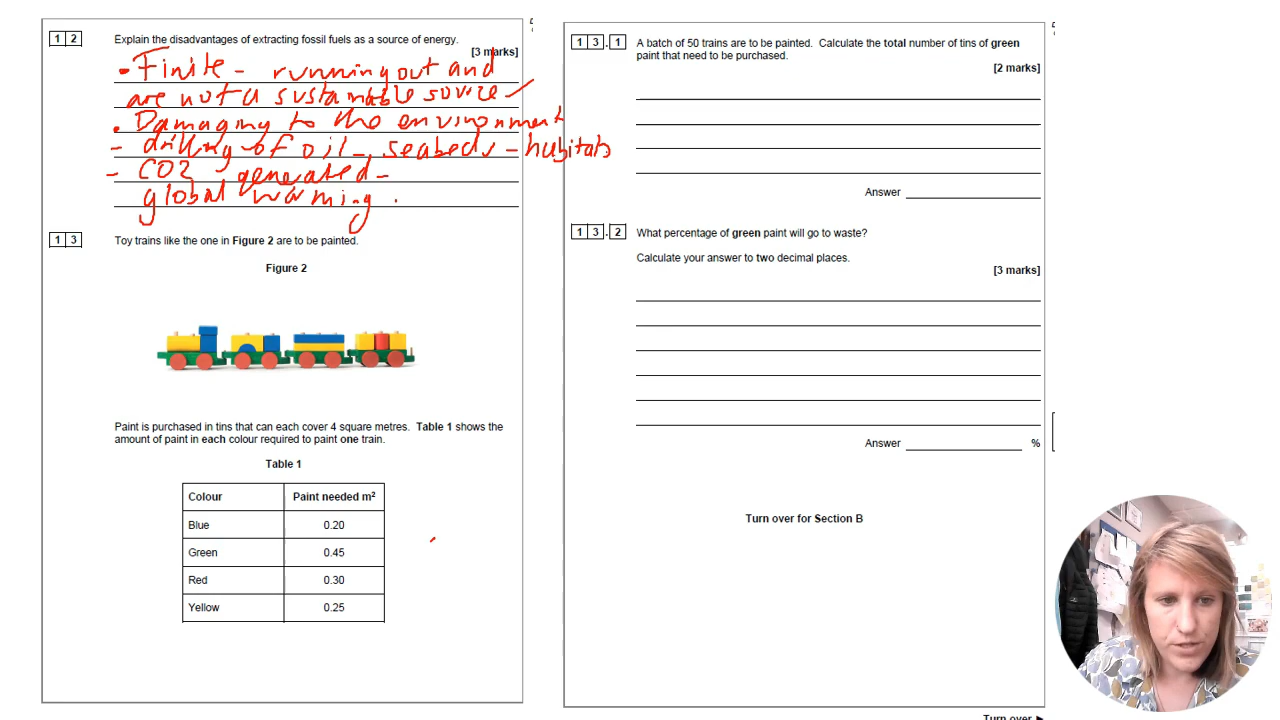 1 2
Explain the disadvantages of extracting fossil fuels as a source of energy.
[3 marks]
• Finite - running out and
are not a sustainable source
• Damaging to the environment
- drilling of oil -, seabeds - habitats
- CO2 generated -
global warming.
1 3
Toy trains like the one in Figure 2 are to be painted.
Figure 2
Paint is purchased in tins that can each cover 4 square metres. Table 1 shows the
amount of paint in each colour required to paint one train.
Table 1
Colour Paint needed m²
Blue 0.20
Green 0.45
Red 0.30
Yellow 0.25
1 3 . 1
A batch of 50 trains are to be painted. Calculate the total number of tins of green
paint that need to be purchased.
[2 marks]
Answer
1 3 . 2
What percentage of green paint will go to waste?
Calculate your answer to two decimal places.
[3 marks]
Answer %
Turn over for Section B
Turn over ►